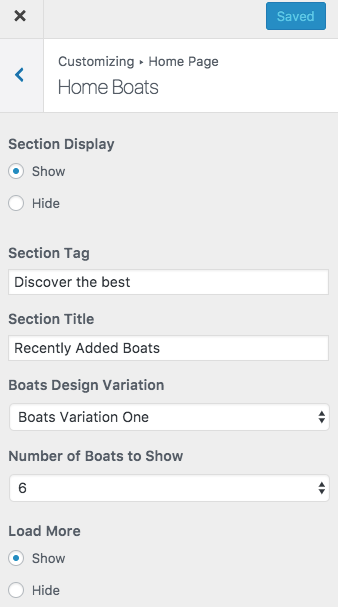 Saved
Customizing ▸ Home Page
Home Boats
Section Display
Show
Hide
Section Tag
Discover the best
Section Title
Recently Added Boats
Boats Design Variation
Boats Variation One
Number of Boats to Show
6
Load More
Show
Hide